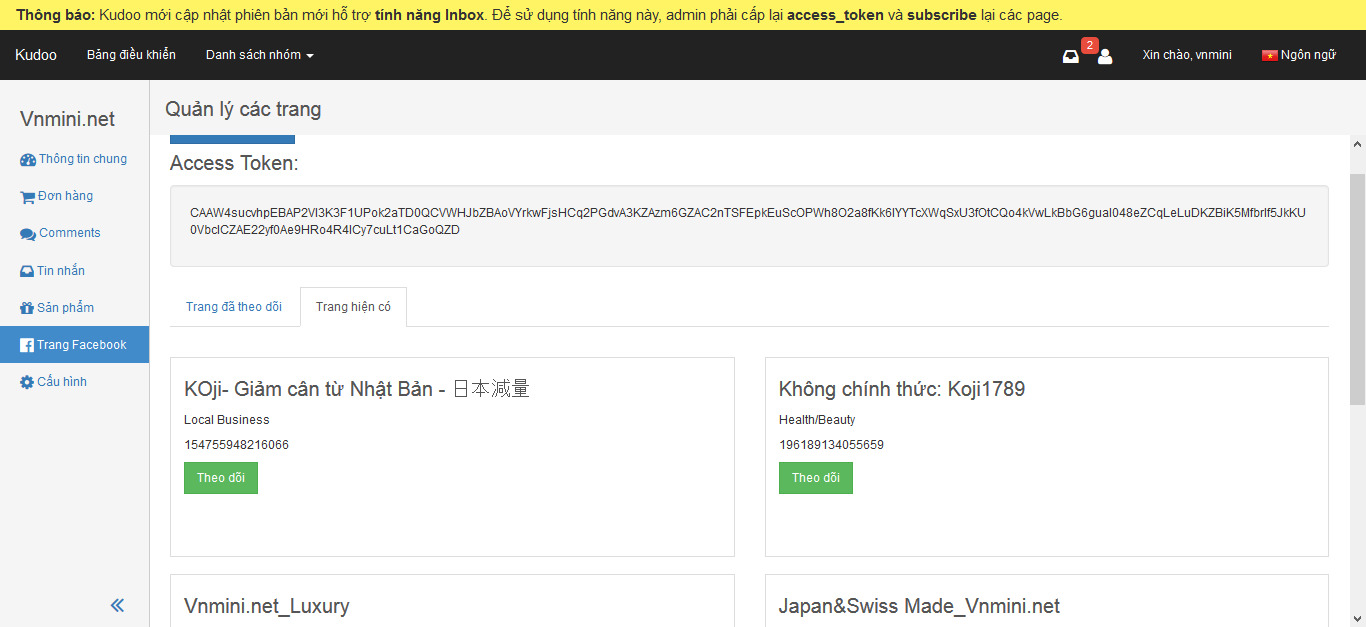 Thông báo: Kudoo mới cập nhật phiên bản mới hỗ trợ tính năng Inbox. Để sử dụng tính năng này, admin phải cấp lại access_token và subscribe lại các page.
Kudoo Bảng điều khiển Danh sách nhóm 2 Xin chào, vnmini Ngôn ngữ
Vnmini.net
Thông tin chung
Đơn hàng
Comments
Tin nhắn
Sản phẩm
Trang Facebook
Cấu hình
Quản lý các trang
Access Token:
CAAW4sucvhpEBAP2VI3K3F1UPok2aTD0QCVWHJbZBAoVYrkwFjsHCq2PGdvA3KZAzm6GZAC2nTSFEpkEuScOPWh8O2a8fKk6IYYTcXWqSxU3fOtCQo4kVwLkBbG6guaI048eZCqLeLuDKZBiK5MfbrIf5JkKU
0VbcICZAE22yf0Ae9HRo4R4ICy7cuLt1CaGoQZD
Trang đã theo dõi Trang hiện có
KOji- Giảm cân từ Nhật Bản - 日本減量
Local Business
154755948216066
Theo dõi
Không chính thức: Koji1789
Health/Beauty
196189134055659
Theo dõi
Vnmini.net_Luxury
Japan&Swiss Made_Vnmini.net